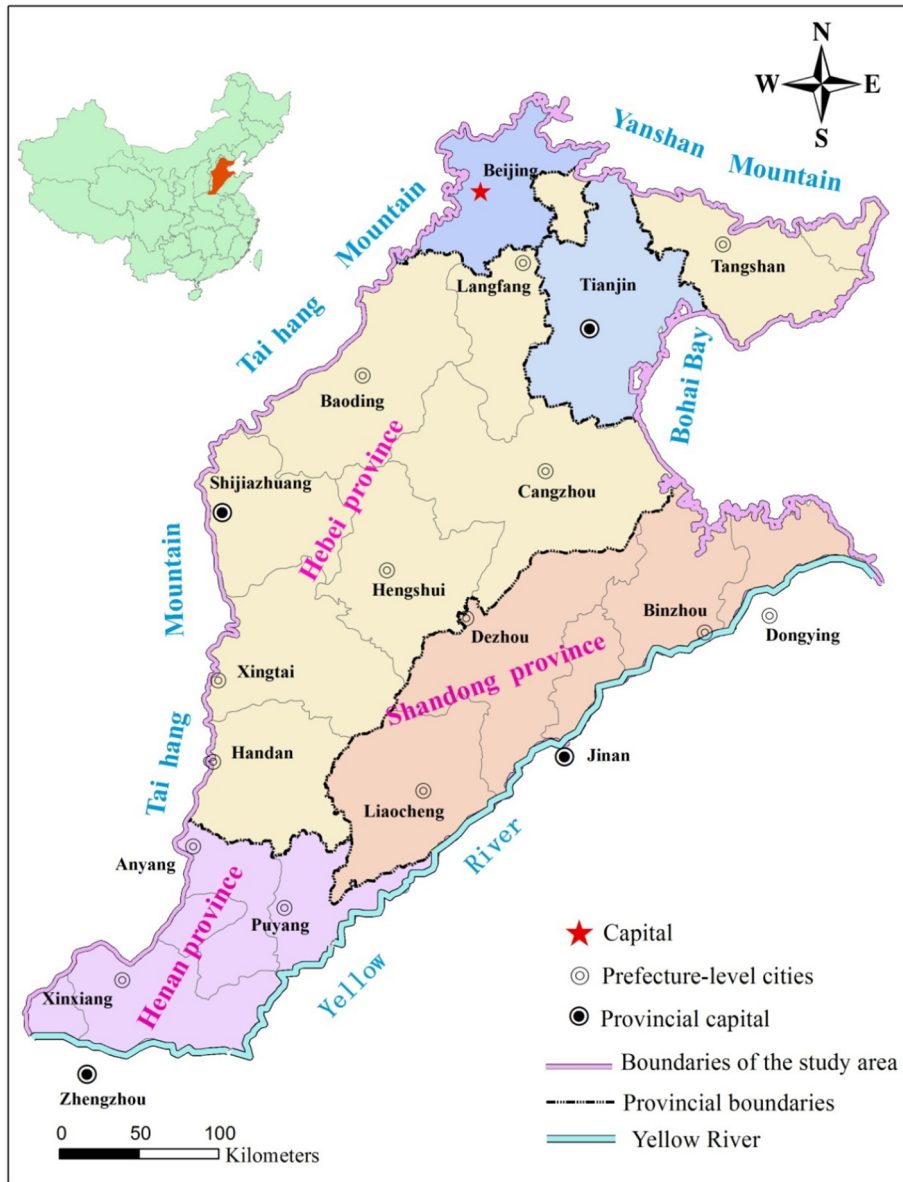 N
W E
S
Yanshan Mountain
Beijing
Tai hang Mountain
Tangshan
Langfang
Tianjin
Bohai Bay
Baoding
Hebei province
Shijiazhuang
Cangzhou
Tai hang Mountain
Hengshui
Dezhou
Binzhou
Dongying
Xingtai
Shandong province
Handan
Jinan
Liaocheng
Yellow River
Anyang
Puyang
Henan province
Xinxiang
Zhengzhou
Capital
Prefecture-level cities
Provincial capital
Boundaries of the study area
Provincial boundaries
Yellow River
0 50 100
Kilometers